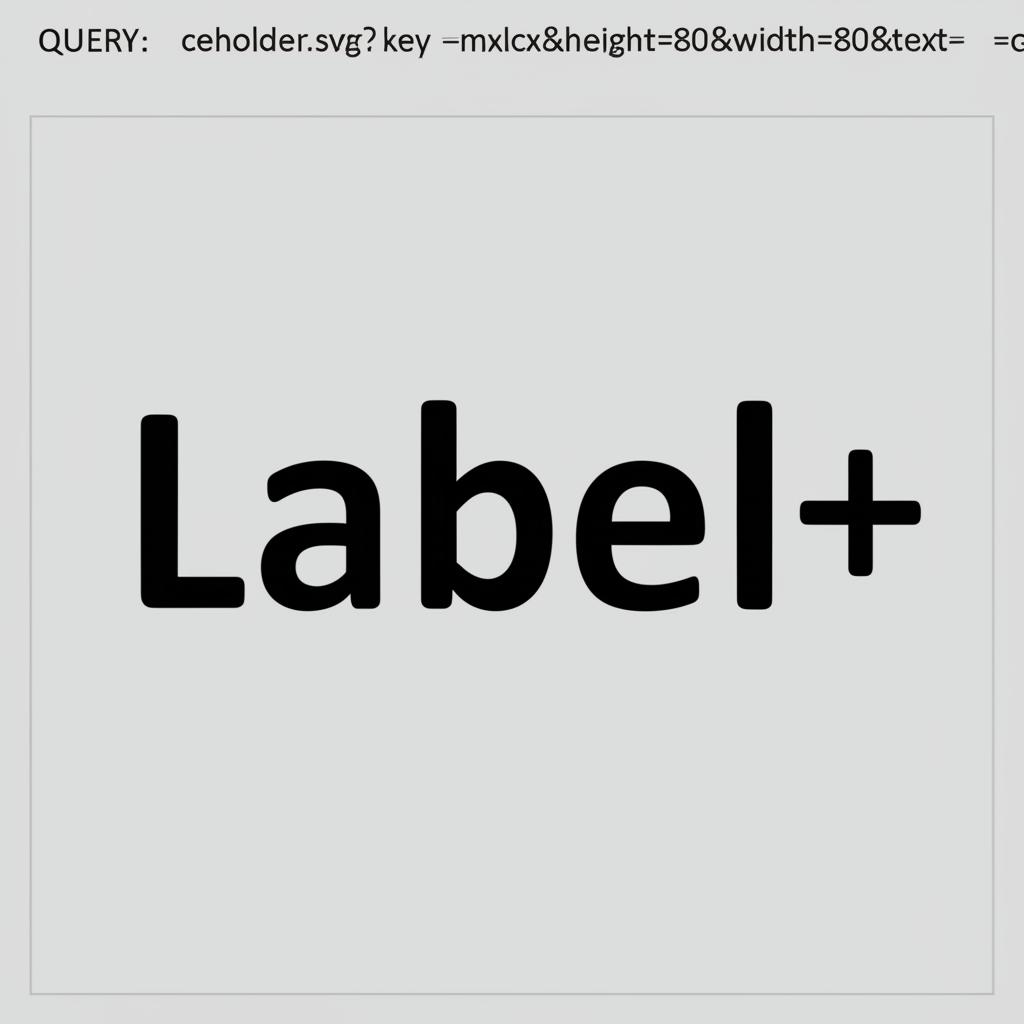 QUERY: ceholder.svg? key –mxlcx&height=80&width=80&text= =G
Label+